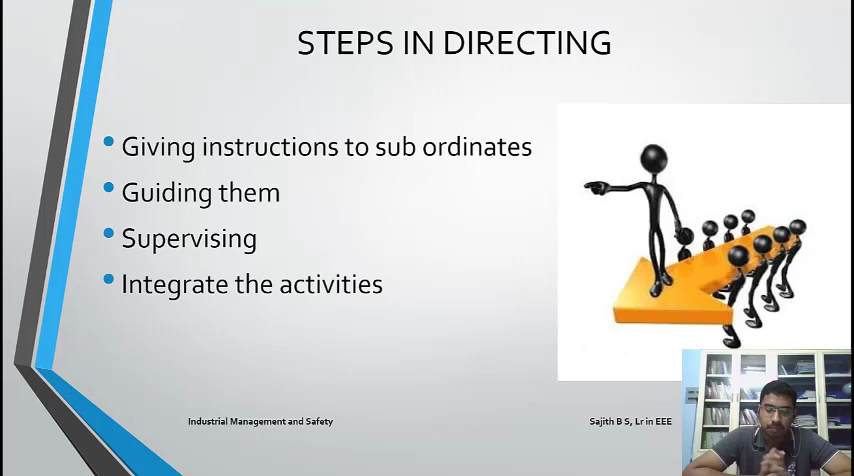 STEPS IN DIRECTING
Giving instructions to sub ordinates
Guiding them
Supervising
Integrate the activities
Industrial Management and Safety
Sajith B S, Lr in EEE